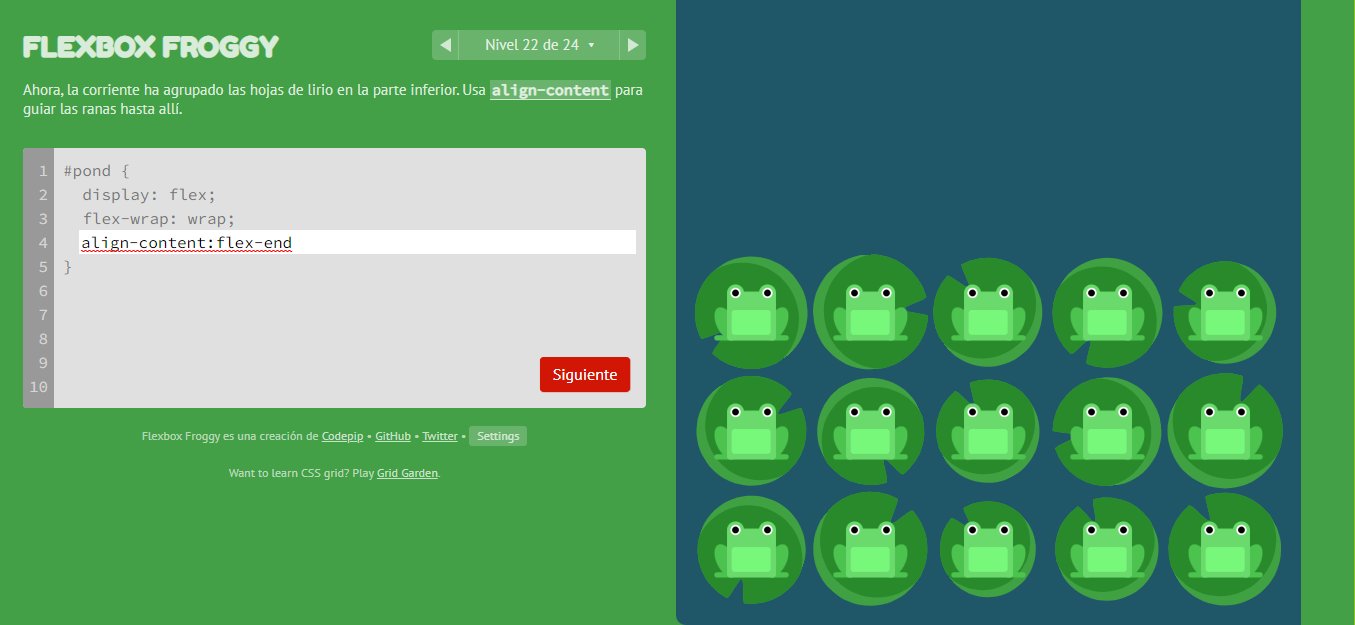 FLEXBOX FROGGY
Nivel 22 de 24
Ahora, la corriente ha agrupado las hojas de lirio en la parte inferior. Usa align-content para
guiar las ranas hasta allí.
1 #pond {
2 display: flex;
3 flex-wrap: wrap;
4 align-content:flex-end
5 }
6
7
8
9
10
Siguiente
Flexbox Froggy es una creación de Codepip • GitHub • Twitter • Settings
Want to learn CSS grid? Play Grid Garden.